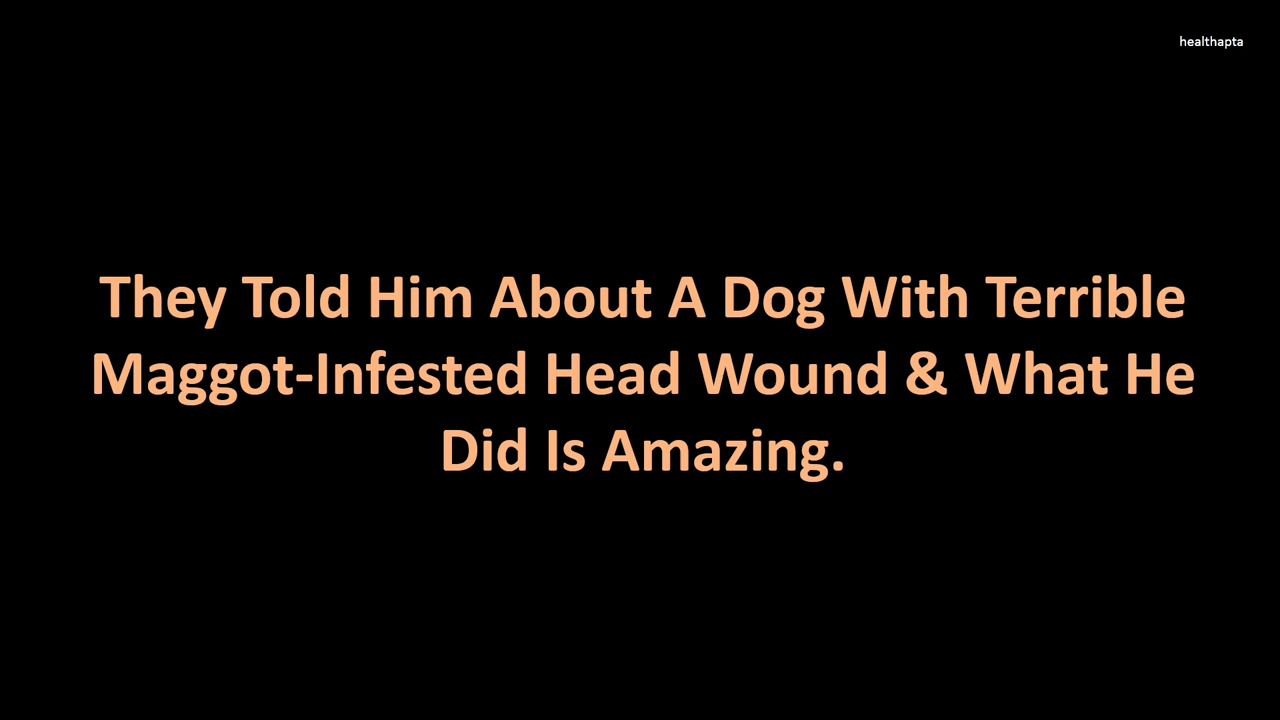 healthapta
They Told Him About A Dog With Terrible
Maggot-Infested Head Wound & What He
Did Is Amazing.